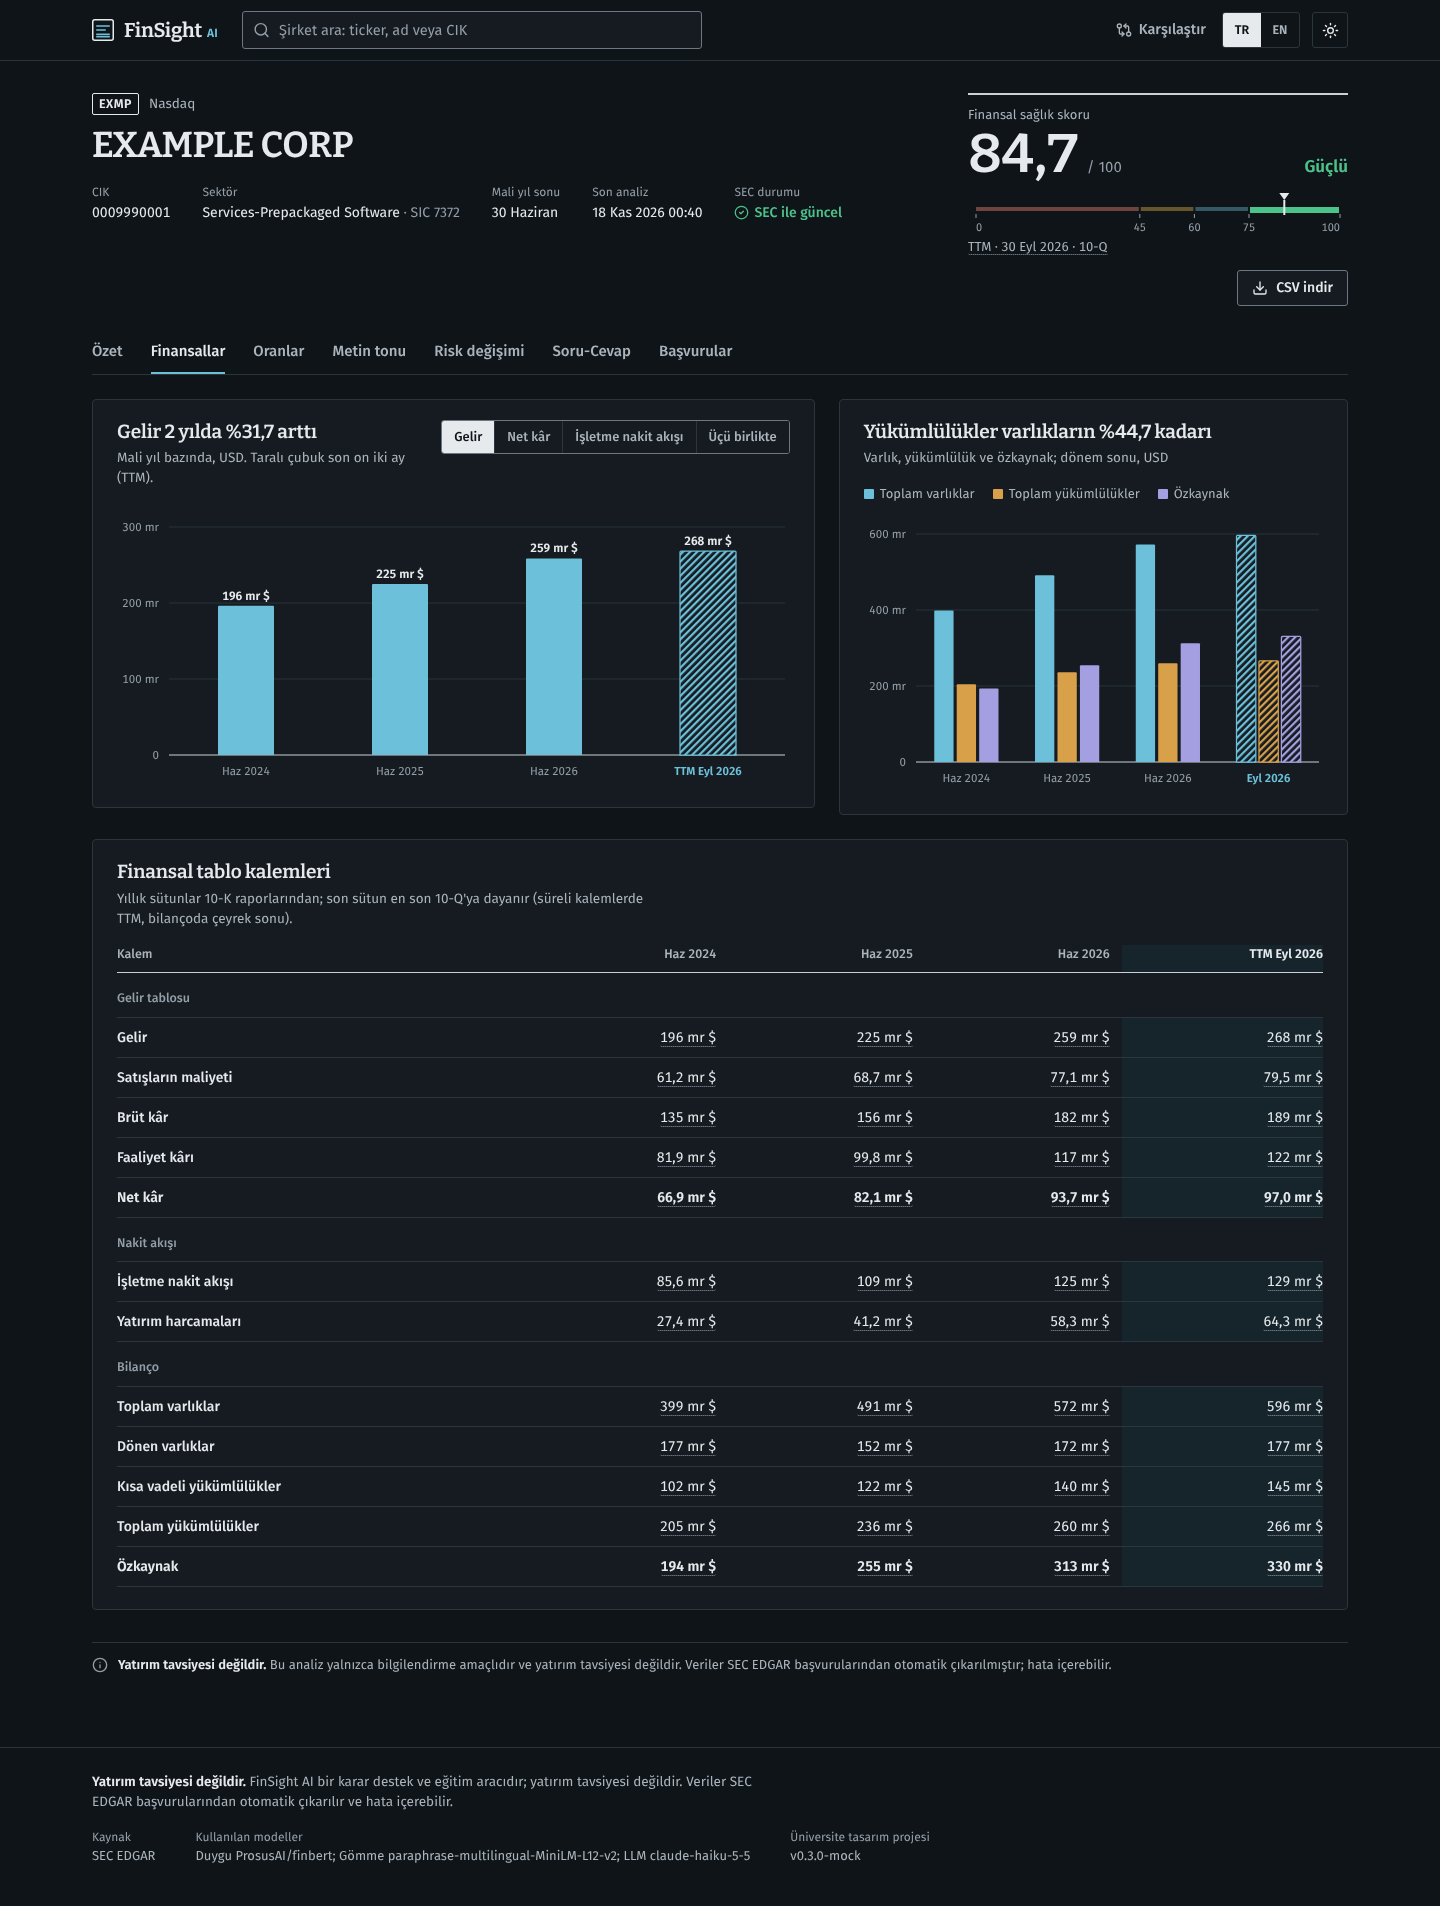 FinSight AI
Şirket ara: ticker, ad veya CIK
Karşılaştır
TR EN
EXMP Nasdaq
EXAMPLE CORP
CIK
0009990001
Sektör
Services-Prepackaged Software · SIC 7372
Mali yıl sonu
30 Haziran
Son analiz
18 Kas 2026 00:40
SEC durumu
SEC ile güncel
Finansal sağlık skoru
84,7 / 100 Güçlü
0 45 60 75 100
TTM · 30 Eyl 2026 · 10-Q
CSV indir
Özet Finansallar Oranlar Metin tonu Risk değişimi Soru-Cevap Başvurular
Gelir 2 yılda %31,7 arttı
Mali yıl bazında, USD. Taralı çubuk son on iki ay
(TTM).
Gelir Net kâr İşletme nakit akışı Üçü birlikte
300 mr
200 mr
100 mr
0
196 mr $
225 mr $
259 mr $
268 mr $
Haz 2024 Haz 2025 Haz 2026 TTM Eyl 2026
Yükümlülükler varlıkların %44,7 kadarı
Varlık, yükümlülük ve özkaynak; dönem sonu, USD
Toplam varlıklar Toplam yükümlülükler Özkaynak
600 mr
400 mr
200 mr
0
Haz 2024 Haz 2025 Haz 2026 Eyl 2026
Finansal tablo kalemleri
Yıllık sütunlar 10-K raporlarından; son sütun en son 10-Q'ya dayanır (süreli kalemlerde
TTM, bilançoda çeyrek sonu).
Kalem Haz 2024 Haz 2025 Haz 2026 TTM Eyl 2026
Gelir tablosu
Gelir 196 mr $ 225 mr $ 259 mr $ 268 mr $
Satışların maliyeti 61,2 mr $ 68,7 mr $ 77,1 mr $ 79,5 mr $
Brüt kâr 135 mr $ 156 mr $ 182 mr $ 189 mr $
Faaliyet kârı 81,9 mr $ 99,8 mr $ 117 mr $ 122 mr $
Net kâr 66,9 mr $ 82,1 mr $ 93,7 mr $ 97,0 mr $
Nakit akışı
İşletme nakit akışı 85,6 mr $ 109 mr $ 125 mr $ 129 mr $
Yatırım harcamaları 27,4 mr $ 41,2 mr $ 58,3 mr $ 64,3 mr $
Bilanço
Toplam varlıklar 399 mr $ 491 mr $ 572 mr $ 596 mr $
Dönen varlıklar 177 mr $ 152 mr $ 172 mr $ 177 mr $
Kısa vadeli yükümlülükler 102 mr $ 122 mr $ 140 mr $ 145 mr $
Toplam yükümlülükler 205 mr $ 236 mr $ 260 mr $ 266 mr $
Özkaynak 194 mr $ 255 mr $ 313 mr $ 330 mr $
Yatırım tavsiyesi değildir. Bu analiz yalnızca bilgilendirme amaçlıdır ve yatırım tavsiyesi değildir. Veriler SEC EDGAR başvurularından otomatik çıkarılmıştır; hata içerebilir.
Yatırım tavsiyesi değildir. FinSight AI bir karar destek ve eğitim aracıdır; yatırım tavsiyesi değildir. Veriler SEC
EDGAR başvurularından otomatik çıkarılır ve hata içerebilir.
Kaynak
SEC EDGAR
Kullanılan modeller
Duygu ProsusAI/finbert; Gömme paraphrase-multilingual-MiniLM-L12-v2; LLM claude-haiku-5-5
Üniversite tasarım projesi
v0.3.0-mock